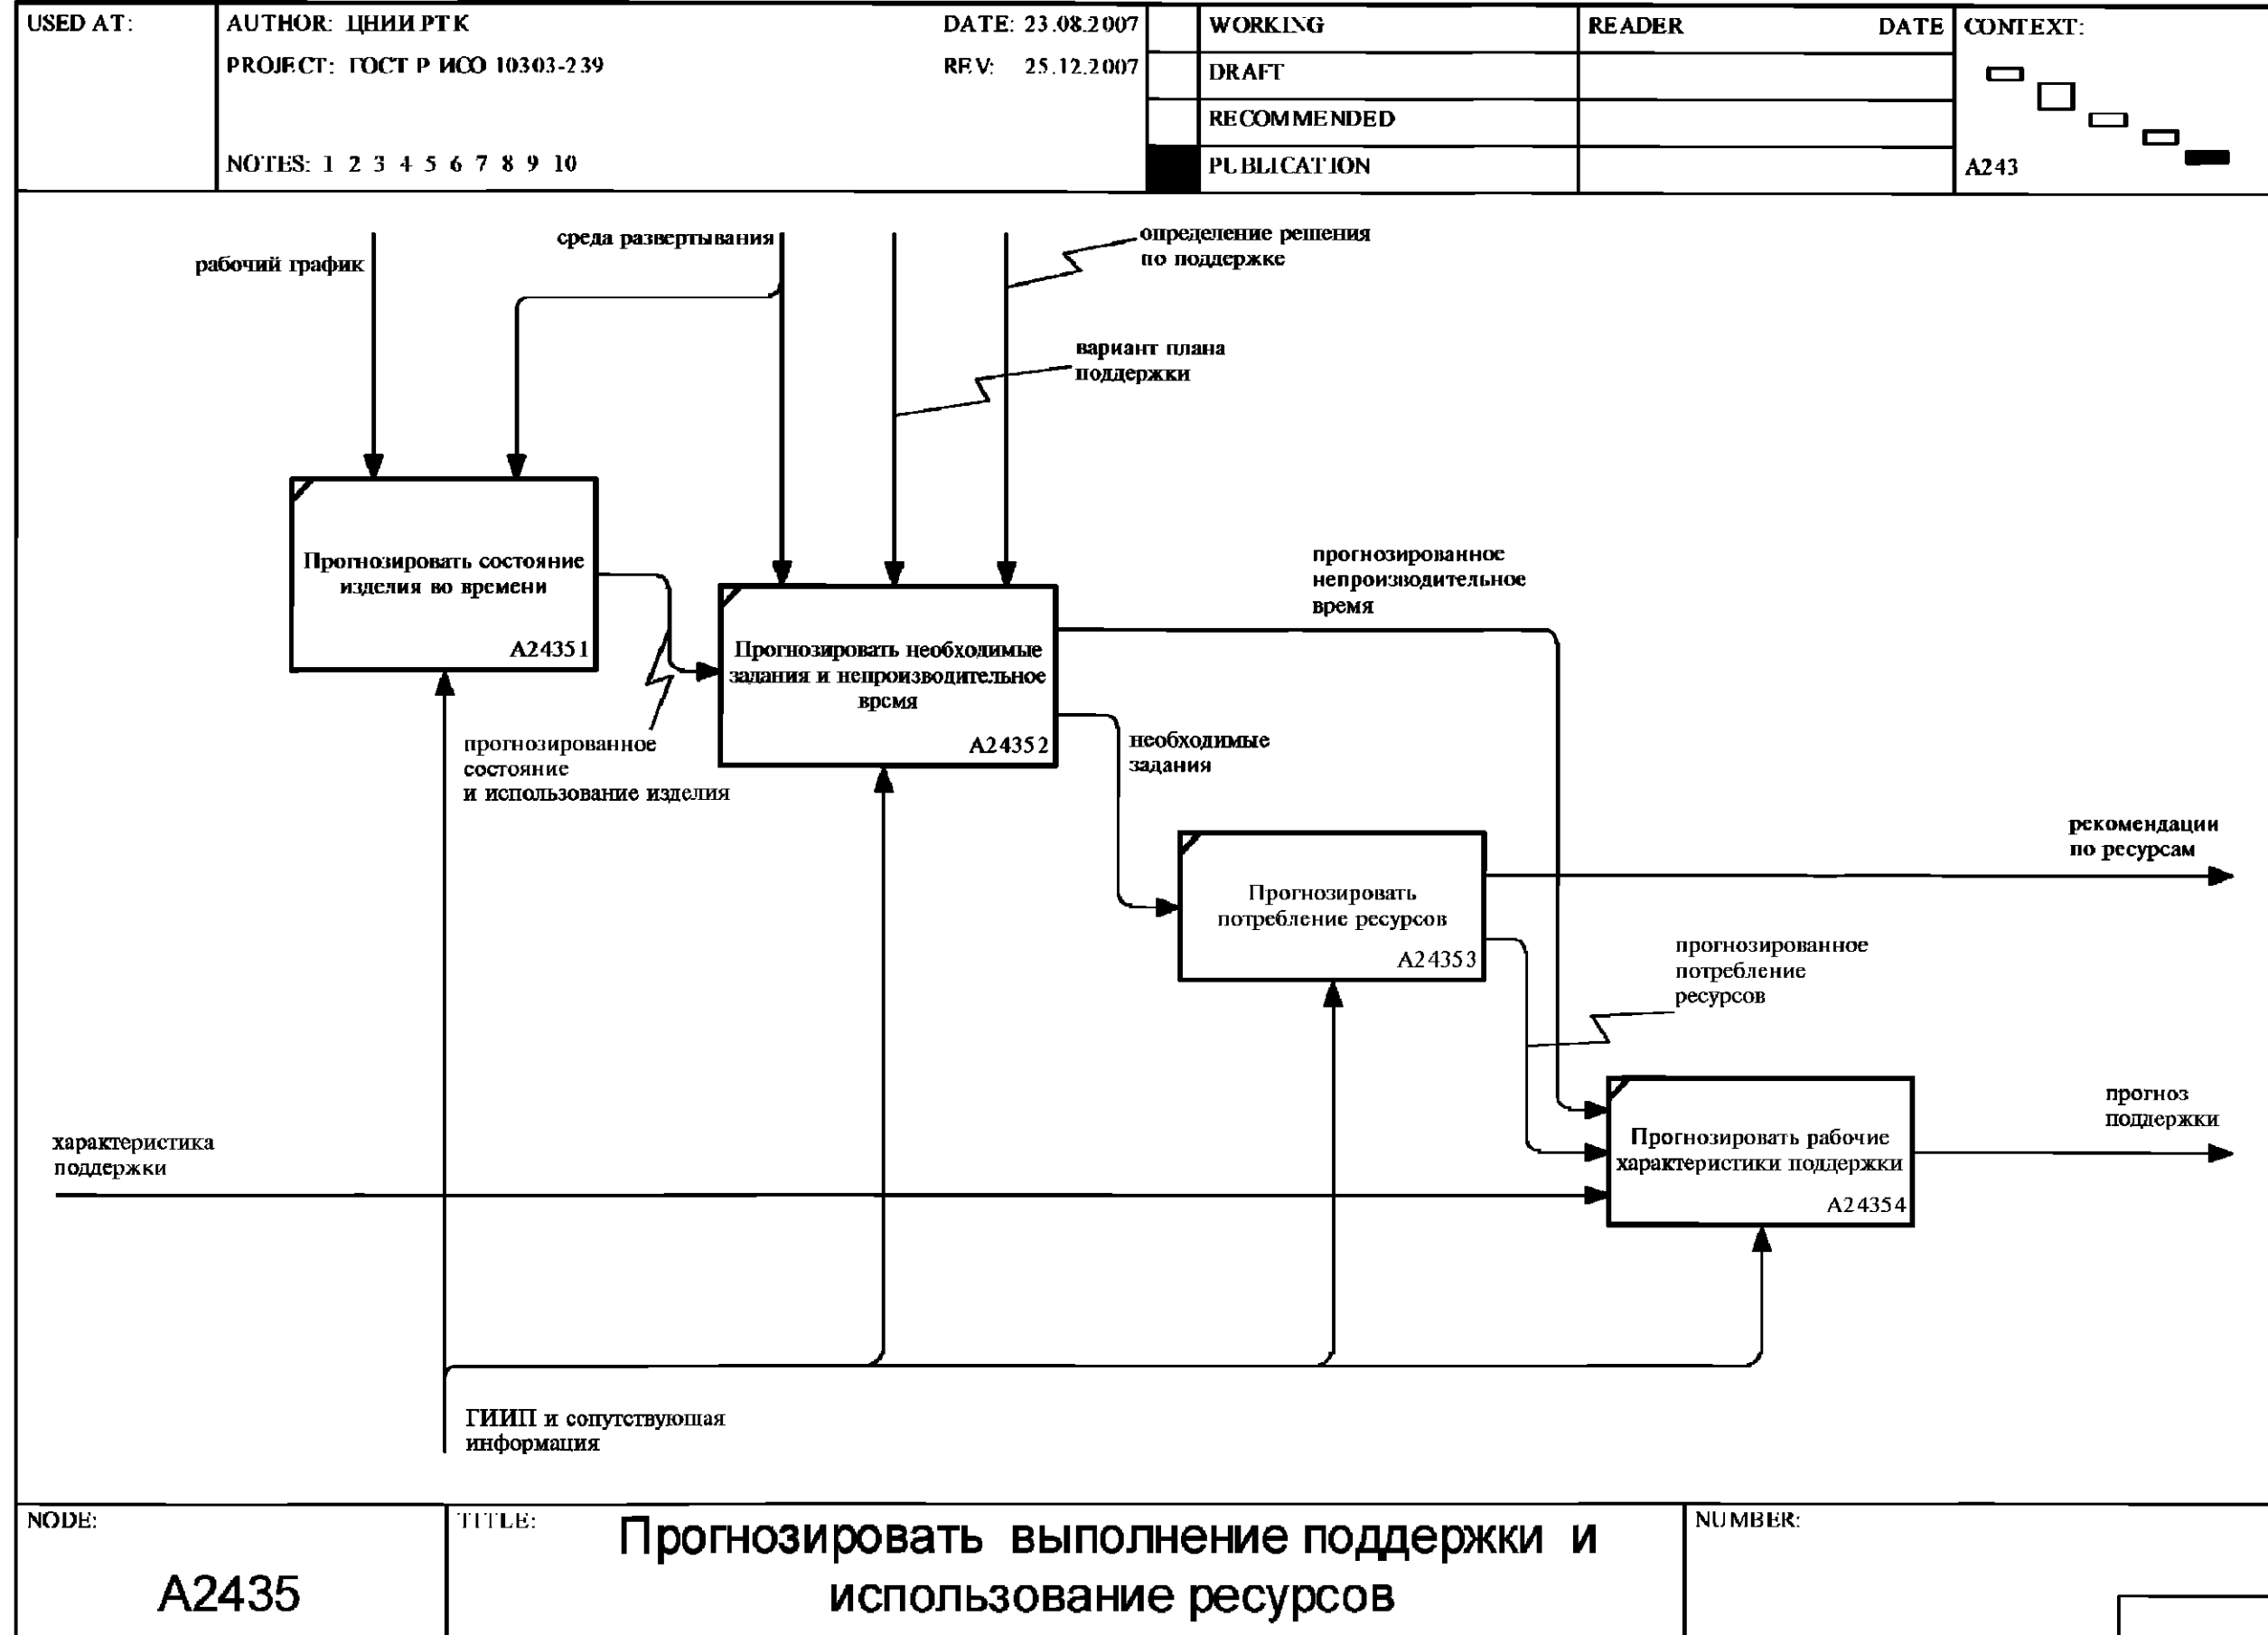 USED AT:
AUTHOR: ЦНИИ РТК
DATE: 23.08.2007
PROJECT: ГОСТ Р ИСО 10303-239
REV: 25.12.2007
NOTES: 1 2 3 4 5 6 7 8 9 10
WORKING
DRAFT
RECOMMENDED
PUBLICATION
READER DATE
CONTEXT:
A243
рабочий график
среда развертывания
определение решения
по поддержке
вариант плана
поддержки
Прогнозировать состояние
изделия во времени
A24351
прогнозированное
состояние
и использование изделия
Прогнозировать необходимые
задания и непроизводительное
время
A24352
прогнозированное
непроизводительное
время
необходимые
задания
Прогнозировать
потребление ресурсов
A24353
рекомендации
по ресурсам
прогнозированное
потребление
ресурсов
Прогнозировать рабочие
характеристики поддержки
A24354
прогноз
поддержки
характеристика
поддержки
ГИИП и сопутствующая
информация
NODE:
A2435
TITLE:
Прогнозировать выполнение поддержки и
использование ресурсов
NUMBER: